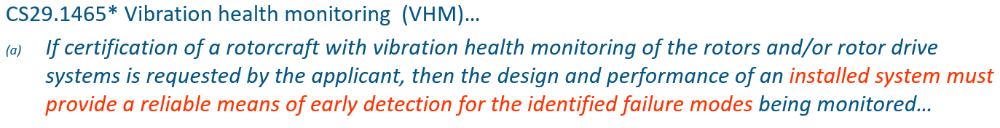 CS29.1465* Vibration health monitoring (VHM)...
(a) If certification of a rotorcraft with vibration health monitoring of the rotors and/or rotor drive
systems is requested by the applicant, then the design and performance of an installed system must
provide a reliable means of early detection for the identified failure modes being monitored...